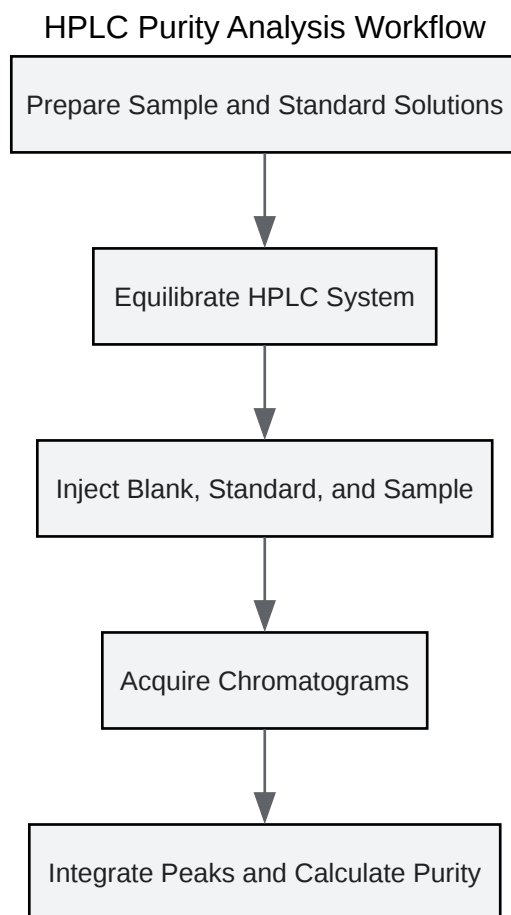 HPLC Purity Analysis Workflow
Prepare Sample and Standard Solutions
Equilibrate HPLC System
Inject Blank, Standard, and Sample
Acquire Chromatograms
Integrate Peaks and Calculate Purity